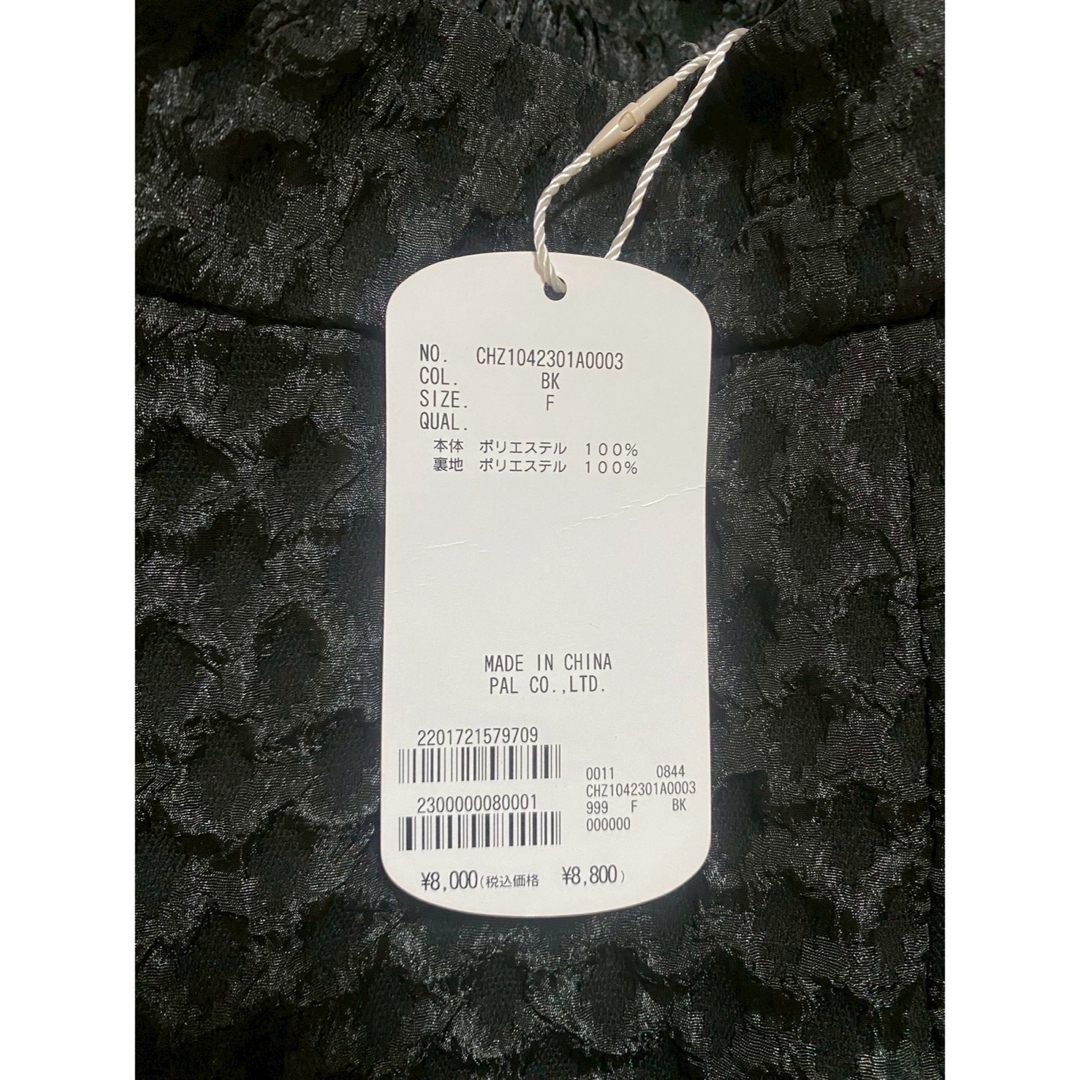 NO. CHZ1042301A0003
COL. BK
SIZE. F
QUAL.
本体 ポリエステル 100%
裏地 ポリエステル 100%
MADE IN CHINA
PAL CO.,LTD.
2201721579709
2300000080001
0011 0844
CHZ1042301A0003
999 F BK
000000
¥8,000(税込価格 ¥8,800)